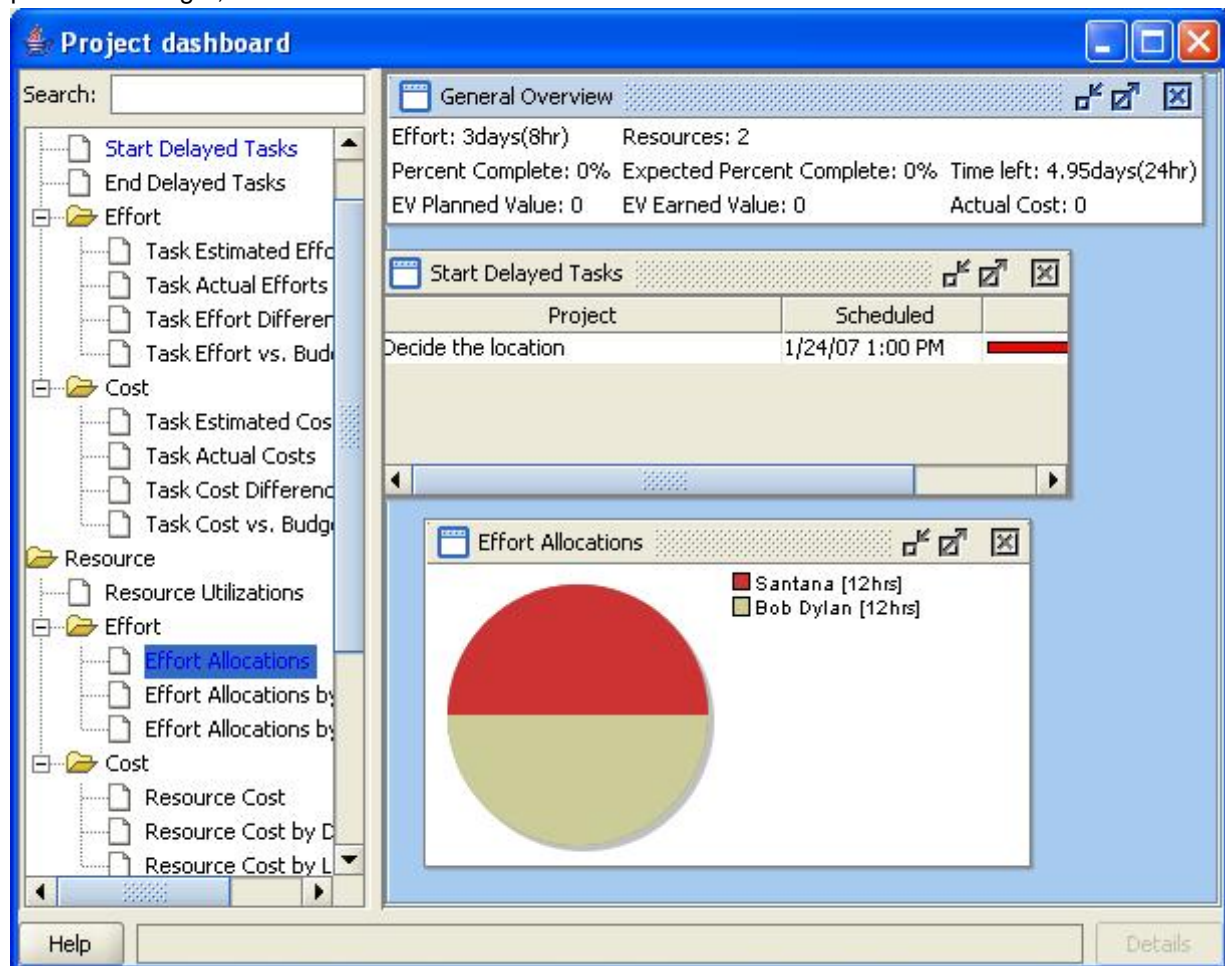 Project dashboard
Search:
Start Delayed Tasks
End Delayed Tasks
Effort
Task Estimated Effo
Task Actual Efforts
Task Effort Differen
Task Effort vs. Bud
Cost
Task Estimated Cos
Task Actual Costs
Task Cost Differenc
Task Cost vs. Budg
Resource
Resource Utilizations
Effort
Effort Allocations
Effort Allocations by
Effort Allocations by
Cost
Resource Cost
Resource Cost by D
Resource Cost by L
General Overview
Effort: 3days(8hr) Resources: 2
Percent Complete: 0% Expected Percent Complete: 0% Time left: 4.95days(24hr)
EV Planned Value: 0 EV Earned Value: 0 Actual Cost: 0
Start Delayed Tasks
Project Scheduled
Decide the location 1/24/07 1:00 PM
Effort Allocations
Santana [12hrs]
Bob Dylan [12hrs]
Help
Details